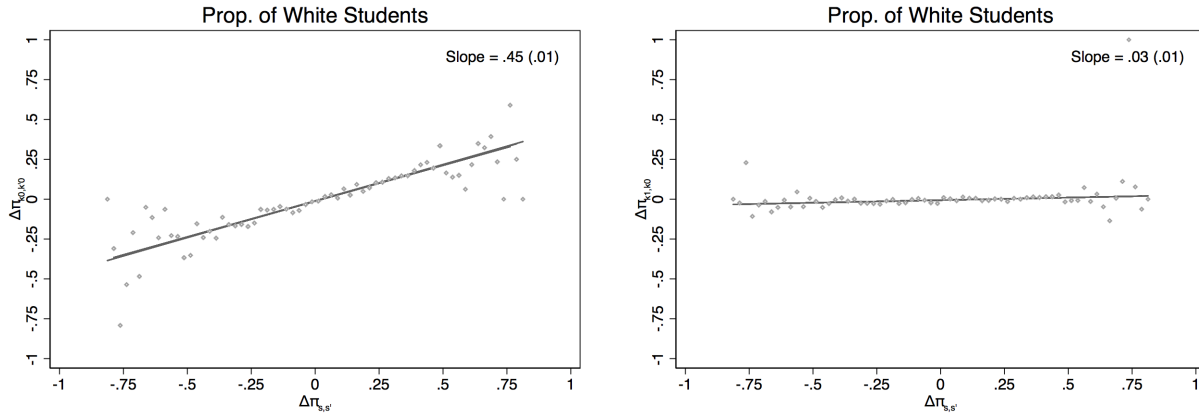 Prop. of White Students
Slope = .45 (.01)
Δπk0,k'0
1
.75
.5
.25
0
-.25
-.5
-.75
-1
-1 -.75 -.5 -.25 0 .25 .5 .75 1
Δπs,s'
Prop. of White Students
Slope = .03 (.01)
Δπk1,k0
1
.75
.5
.25
0
-.25
-.5
-.75
-1
-1 -.75 -.5 -.25 0 .25 .5 .75 1
Δπs,s'